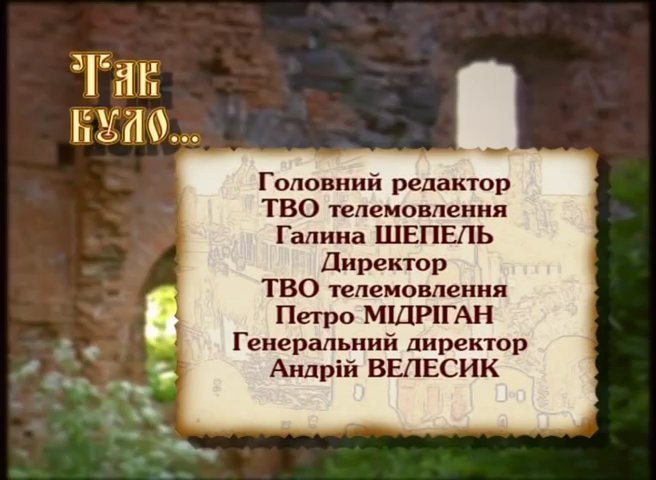 Так
було...
Головний редактор
ТВО телемовлення
Галина ШЕПЕЛЬ
Директор
ТВО телемовлення
Петро МІДРІГАН
Генеральний директор
Андрій ВЕЛЕСИК